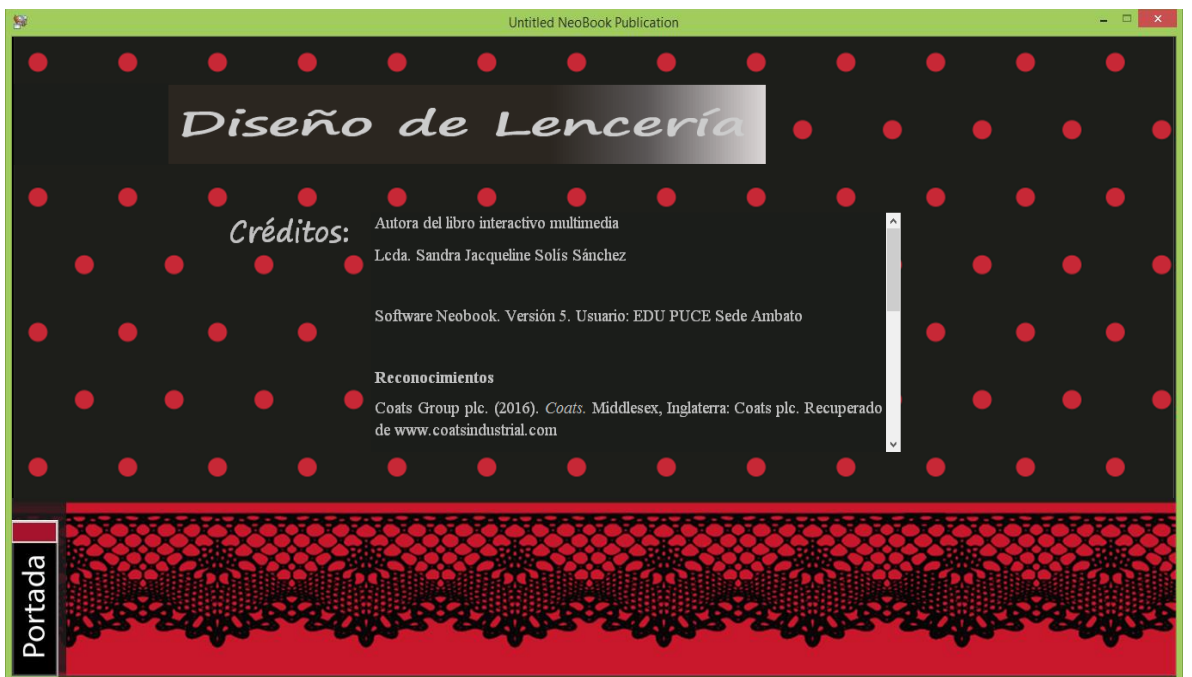 Untitled NeoBook Publication
Diseño de Lencería
Créditos:
Autora del libro interactivo multimedia
Lcda. Sandra Jacqueline Solís Sánchez
Software Neobook. Versión 5. Usuario: EDU PUCE Sede Ambato
Reconocimientos
Coats Group plc. (2016). Coats. Middlesex, Inglaterra: Coats plc. Recuperado
de www.coatsindustrial.com
Portada